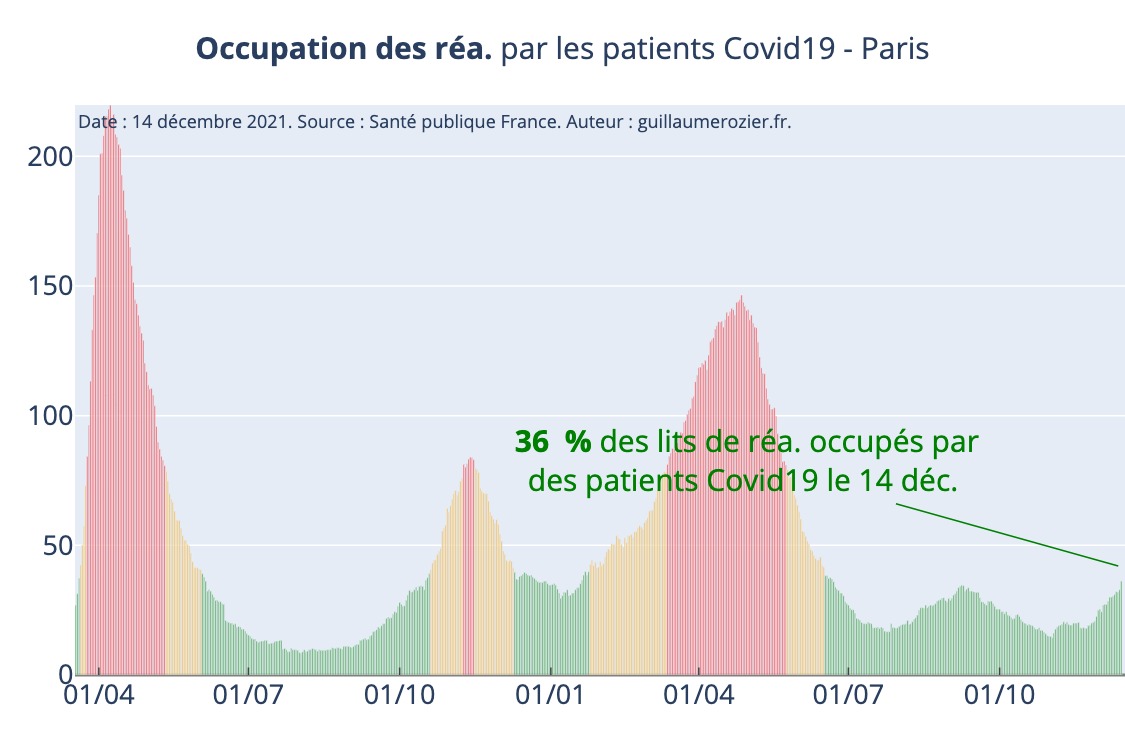 Occupation des réa. par les patients Covid19 - Paris
Date : 14 décembre 2021. Source : Santé publique France. Auteur : guillaumerozier.fr.
200
150
100
36 % des lits de réa. occupés par
des patients Covid19 le 14 déc.
50
0
01/04 01/07 01/10 01/01 01/04 01/07 01/10